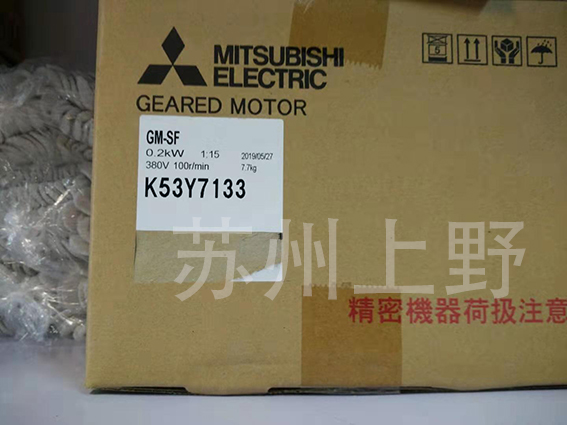 MITSUBISHI
ELECTRIC
GEARED MOTOR
GM-SF
0.2kW 1:15 2019/05/27
380V 100r/min 7.7kg
K53Y7133
苏州上野
精密機器荷扱注意